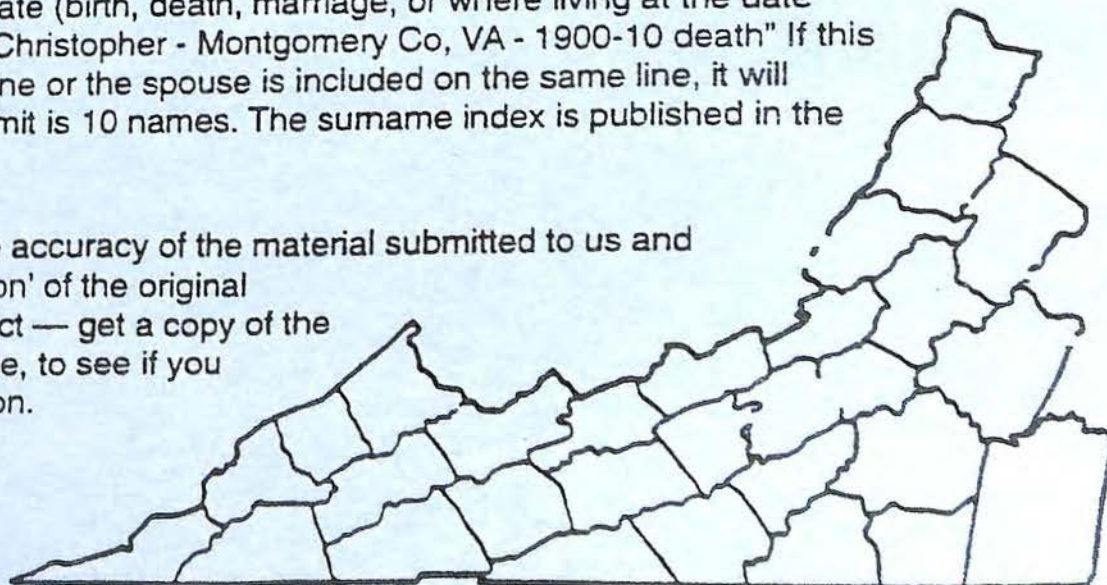 ate (birth, death, marriage, or where living at the date
Christopher - Montgomery Co, VA - 1900-10 death" If this
ne or the spouse is included on the same line, it will
mit is 10 names. The surname index is published in the
accuracy of the material submitted to us and
on' of the original
ct — get a copy of the
e, to see if you
on.